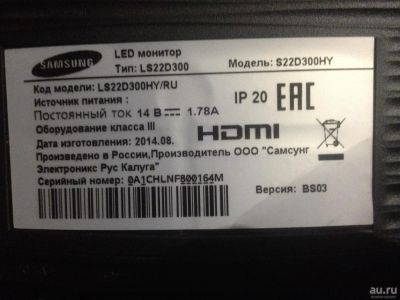 SAMSUNG
LED монитор
Тип: LS22D300 Модель: S22D300HY
Код модели: LS22D300HY/RU
Источник питания :
Постоянный ток 14 В 1.78A
IP 20 EAC
Оборудование класса III
HDMI
Дата изготовления: 2014.08.
Произведено в России,Производитель ООО "Самсунг
Электроникс Рус Калуга"
Серийный номер: 0A1CHLNF800164M
Версия: BS03
au.ru